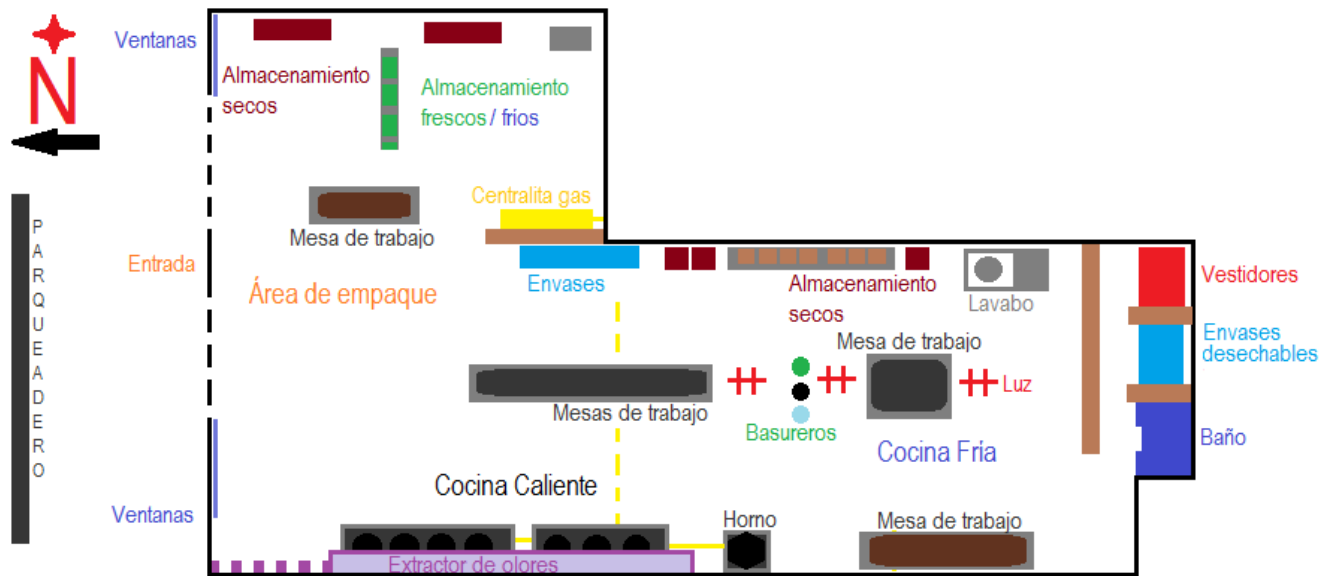 N
PARQUEADERO
Ventanas
Almacenamiento
secos
Almacenamiento
frescos / fríos
Centralita gas
Mesa de trabajo
Entrada
Área de empaque
Envases
Almacenamiento
secos
Lavabo
Vestidores
Envases
desechables
Mesa de trabajo
Luz
Mesas de trabajo
Basureros
Cocina Fría
Baño
Cocina Caliente
Ventanas
Horno
Mesa de trabajo
Extractor de olores